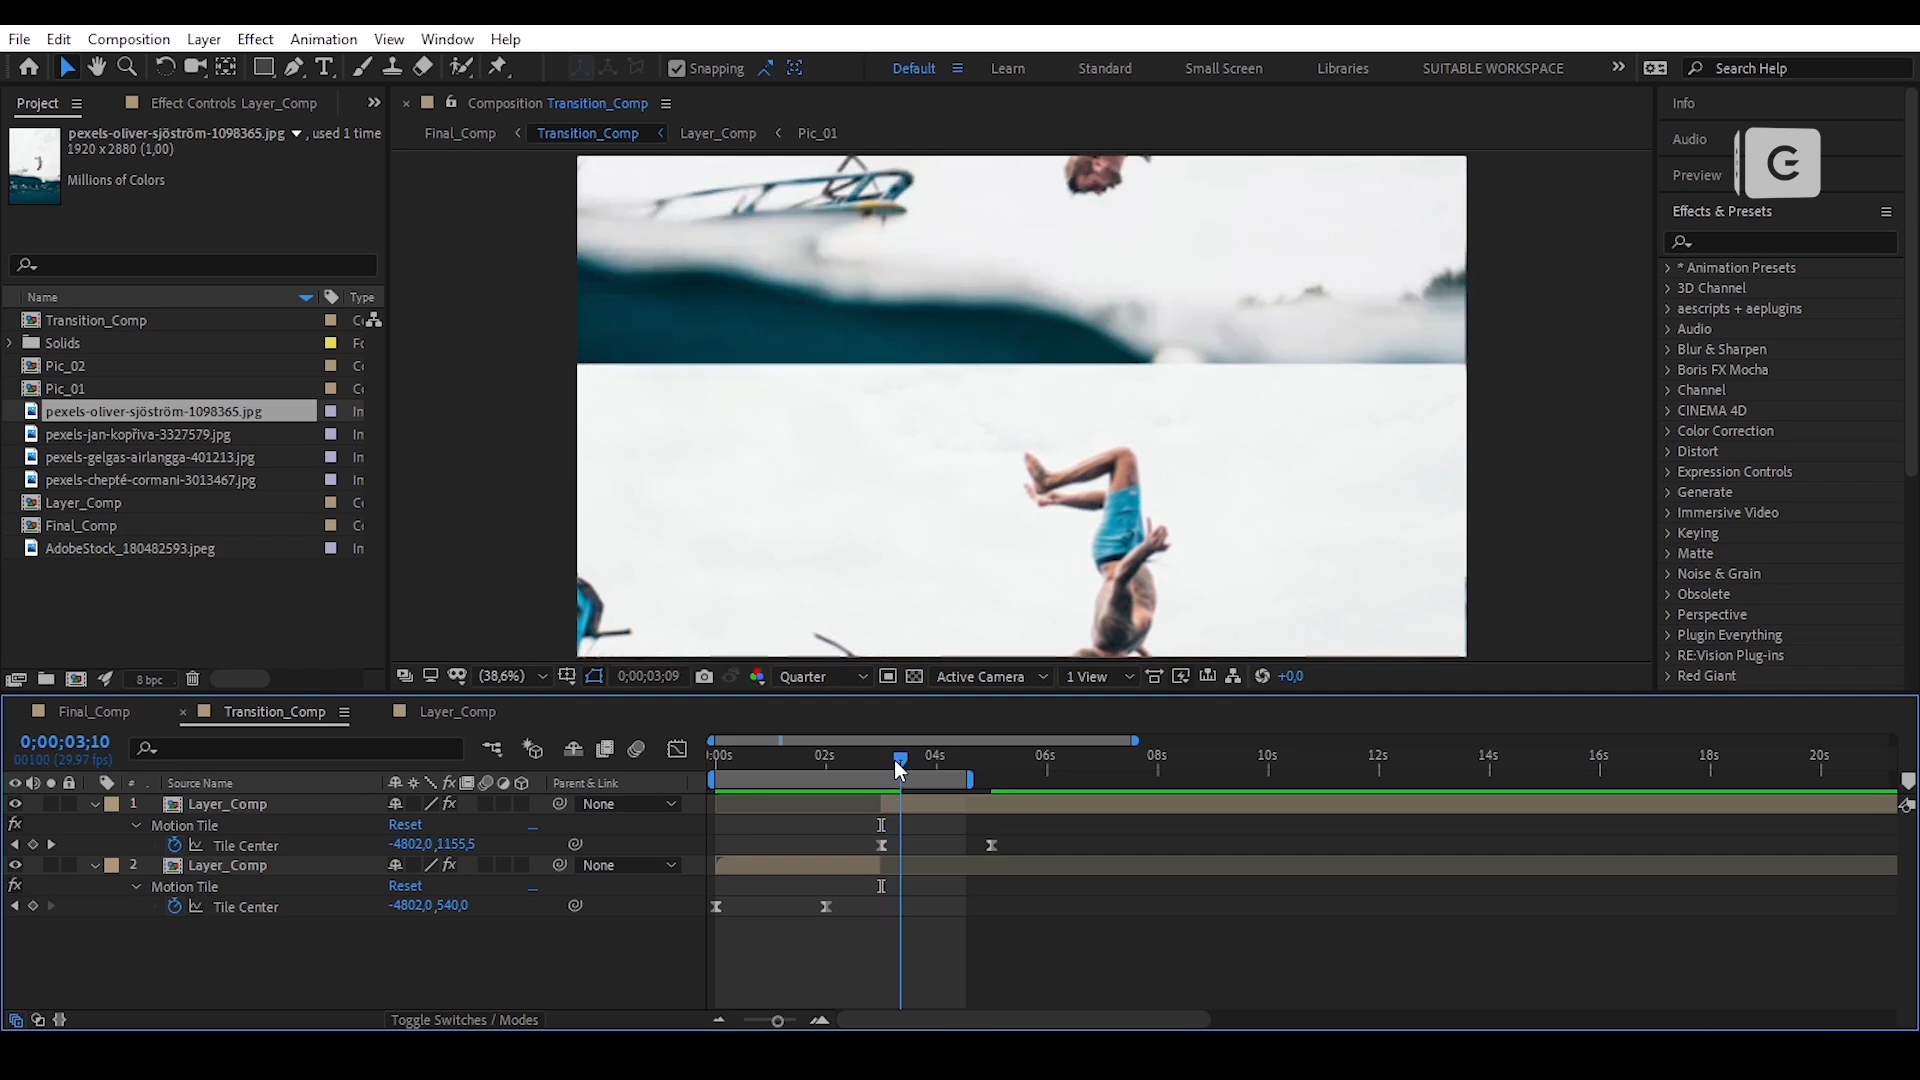 File Edit Composition Layer Effect Animation View Window Help
Snapping Default Learn Standard Small Screen Libraries SUITABLE WORKSPACE Search Help
Project Effect Controls Layer_Comp
Composition Transition_Comp
Info
pexels-oliver-sjöström-1098365.jpg , used 1 time
1920 x 2880 (1,00)
Millions of Colors
Final_Comp Transition_Comp Layer_Comp Pic_01
Audio
Preview
Effects & Presets
Name Type
Transition_Comp
Solids
Pic_02
Pic_01
pexels-oliver-sjöström-1098365.jpg
pexels-jan-kopřiva-3327579.jpg
pexels-gelgas-airlangga-401213.jpg
pexels-chepté-cormani-3013467.jpg
Layer_Comp
Final_Comp
AdobeStock_180482593.jpeg
* Animation Presets
3D Channel
aescripts + aeplugins
Audio
Blur & Sharpen
Boris FX Mocha
Channel
CINEMA 4D
Color Correction
Distort
Expression Controls
Generate
Immersive Video
Keying
Matte
Noise & Grain
Obsolete
Perspective
Plugin Everything
RE:Vision Plug-ins
Red Giant
8 bpc
(38,6%) 0;00;03;09 Quarter Active Camera 1 View +0,0
Final_Comp Transition_Comp Layer_Comp
0;00;03;10
00100 (29.97 fps)
:00s 02s 04s 06s 08s 10s 12s 14s 16s 18s 20s
# Source Name fx Parent & Link
1 Layer_Comp fx None
fx Motion Tile Reset
Tile Center -4802,0 ,1155,5
2 Layer_Comp fx None
fx Motion Tile Reset
Tile Center -4802,0 ,540,0
Toggle Switches / Modes